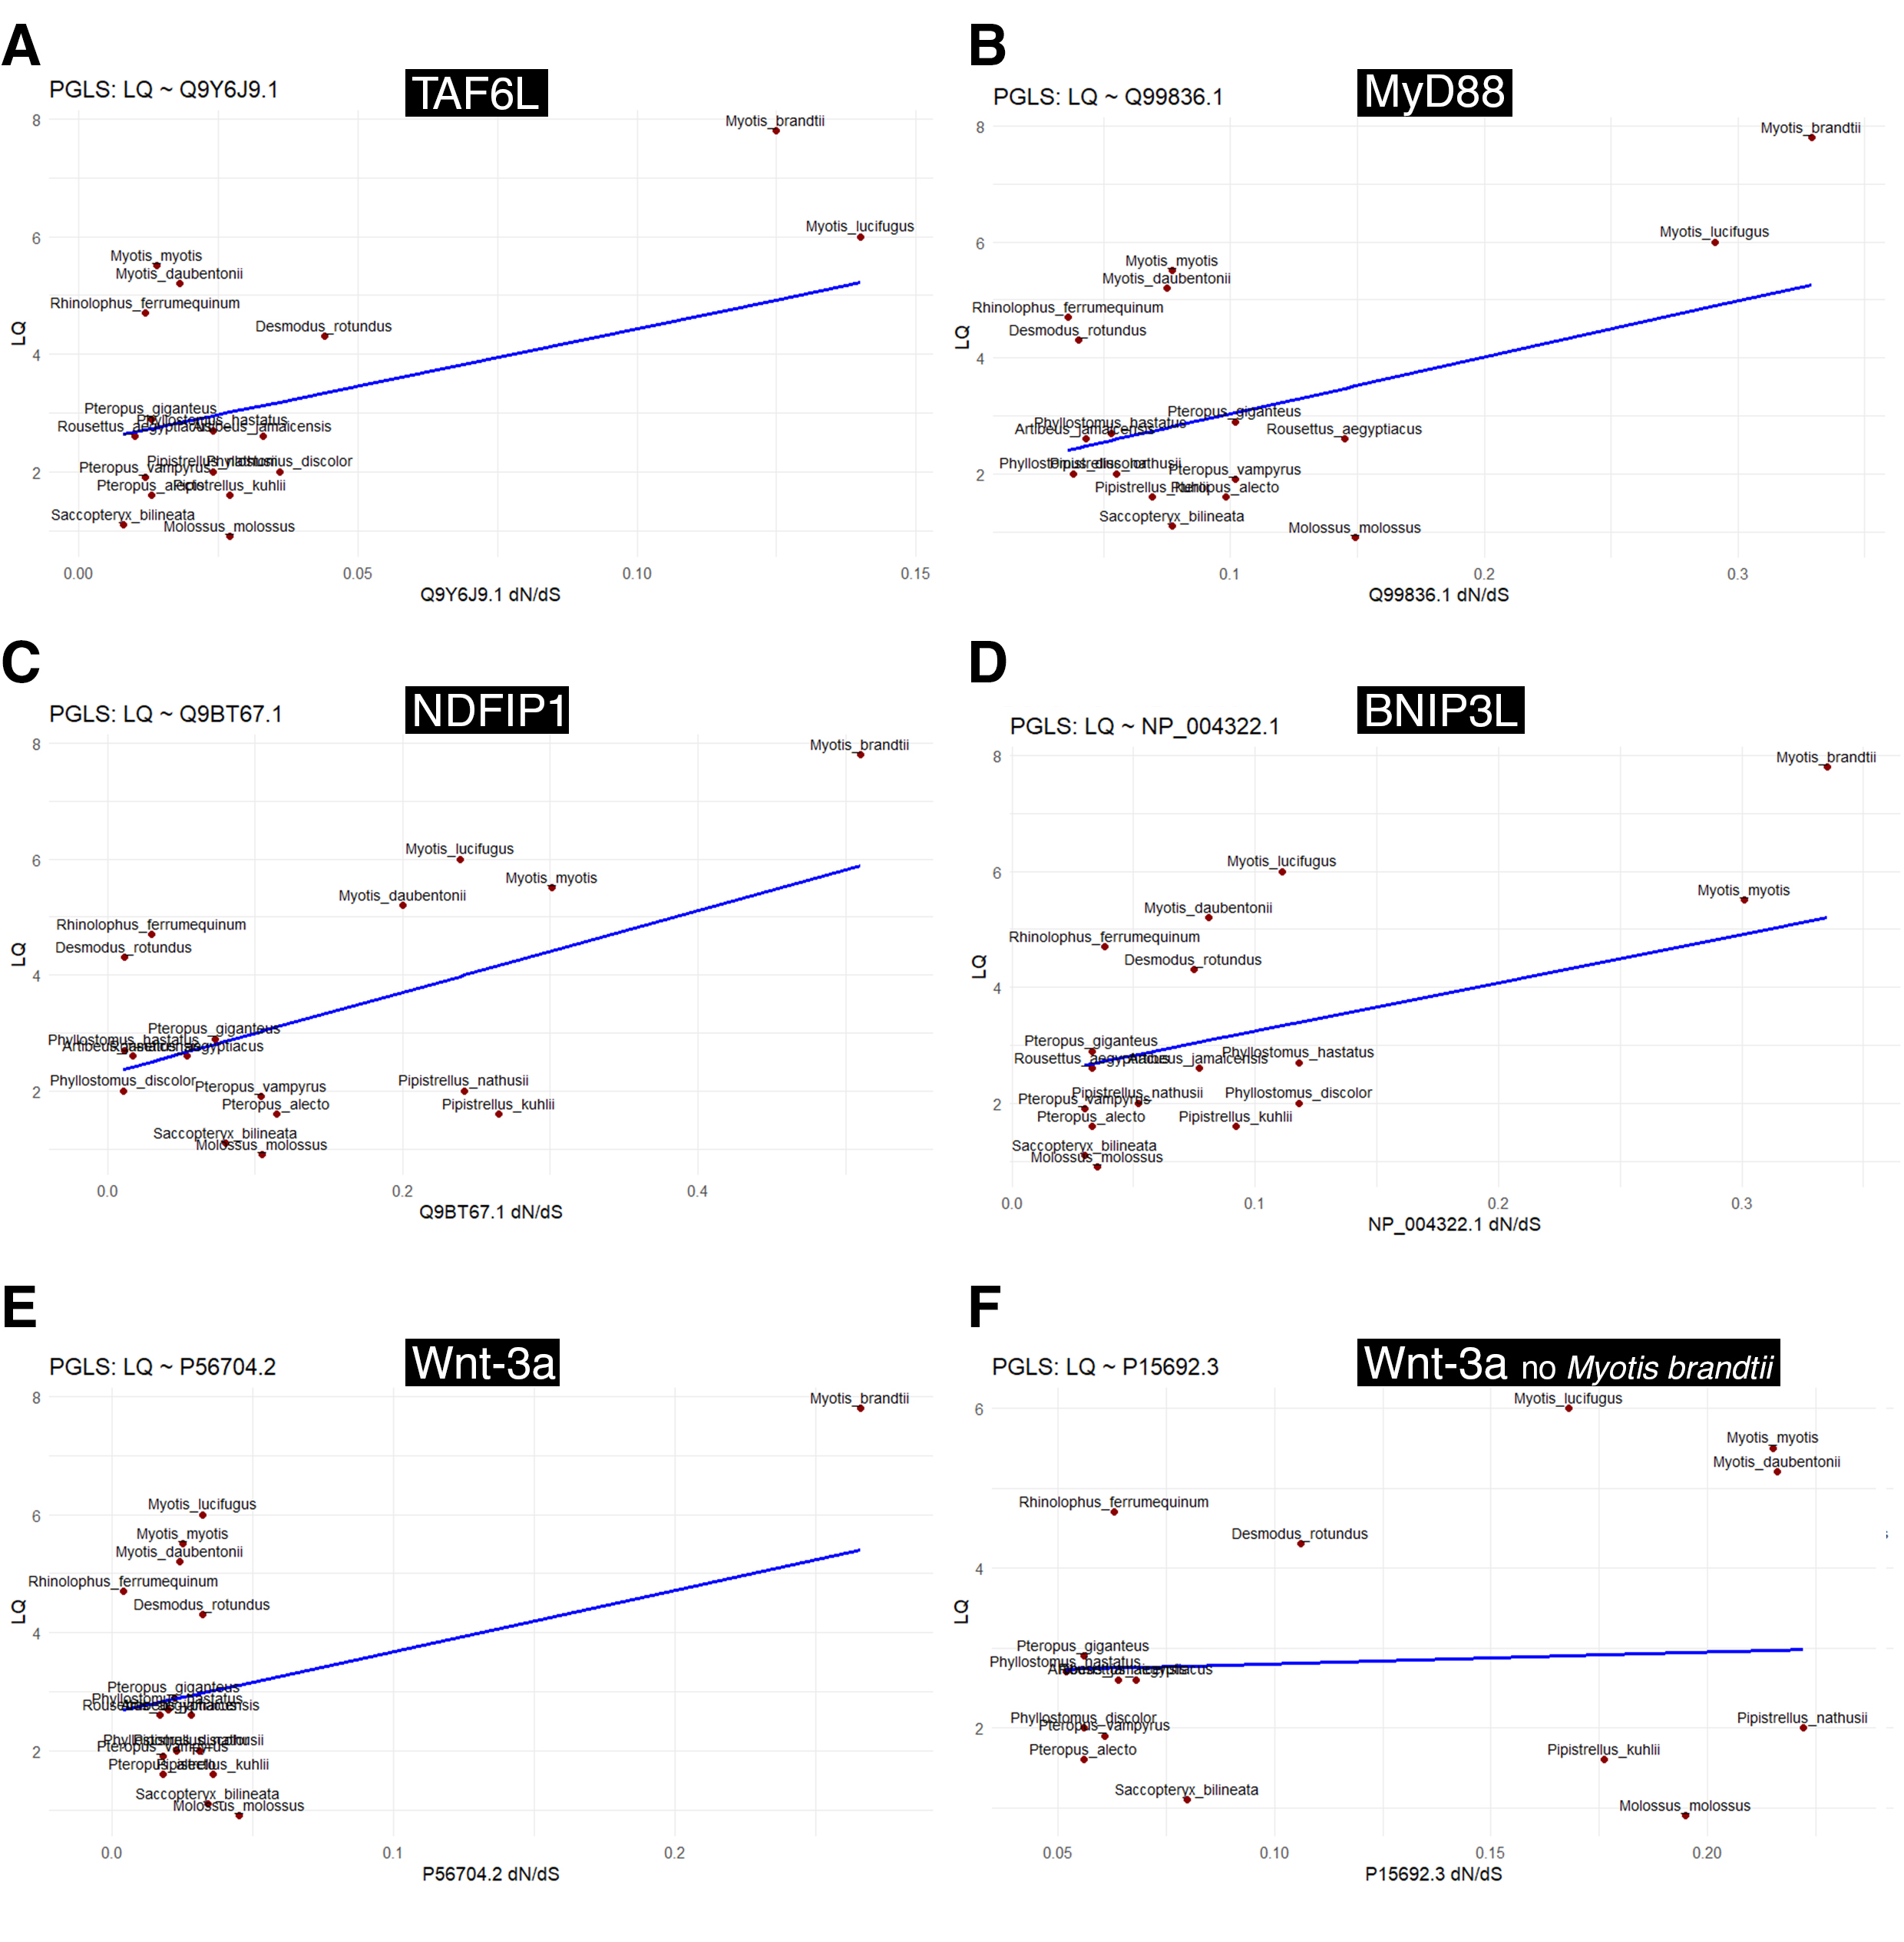 A
PGLS: LQ ~ Q9Y6J9.1
TAF6L
8
Myotis_brandtii
Myotis_lucifugus
6
Myotis_myotis
Myotis_daubentonii
Rhinolophus_ferrumequinum
Desmodus_rotundus
LQ
4
Pteropus_giganteus
Phyllostomus_hastatus
Rousettus_aegyptiacus
Artibeus_jamaicensis
Pipistrellus_nathusii
Phyllostomus_discolor
Pteropus_vampyrus
2
Pteropus_alecto
Pipistrellus_kuhlii
Saccopteryx_bilineata
Molossus_molossus
0.00 0.05 0.10 0.15
Q9Y6J9.1 dN/dS
B
PGLS: LQ ~ Q99836.1
MyD88
8
Myotis_brandtii
Myotis_lucifugus
6
Myotis_myotis
Myotis_daubentonii
Rhinolophus_ferrumequinum
Desmodus_rotundus
LQ
4
Pteropus_giganteus
Phyllostomus_hastatus
Artibeus_jamaicensis
Rousettus_aegyptiacus
Phyllostomus_discolor
Pipistrellus_nathusii
Pteropus_vampyrus
2
Pipistrellus_kuhlii
Pteropus_alecto
Saccopteryx_bilineata
Molossus_molossus
0.1 0.2 0.3
Q99836.1 dN/dS
C
PGLS: LQ ~ Q9BT67.1
NDFIP1
8
Myotis_brandtii
6
Myotis_lucifugus
Myotis_myotis
Myotis_daubentonii
Rhinolophus_ferrumequinum
Desmodus_rotundus
LQ
4
Pteropus_giganteus
Phyllostomus_hastatus
Artibeus_jamaicensis
Rousettus_aegyptiacus
Phyllostomus_discolor
Pteropus_vampyrus
Pipistrellus_nathusii
2
Pteropus_alecto
Pipistrellus_kuhlii
Saccopteryx_bilineata
Molossus_molossus
0.0 0.2 0.4
Q9BT67.1 dN/dS
D
PGLS: LQ ~ NP_004322.1
BNIP3L
8
Myotis_brandtii
6
Myotis_lucifugus
Myotis_myotis
Myotis_daubentonii
Rhinolophus_ferrumequinum
Desmodus_rotundus
LQ
4
Pteropus_giganteus
Phyllostomus_hastatus
Rousettus_aegyptiacus
Artibeus_jamaicensis
Pipistrellus_nathusii
Phyllostomus_discolor
Pteropus_vampyrus
2
Pteropus_alecto
Pipistrellus_kuhlii
Saccopteryx_bilineata
Molossus_molossus
0.0 0.1 0.2 0.3
NP_004322.1 dN/dS
E
PGLS: LQ ~ P56704.2
Wnt-3a
8
Myotis_brandtii
6
Myotis_lucifugus
Myotis_myotis
Myotis_daubentonii
Rhinolophus_ferrumequinum
Desmodus_rotundus
LQ
4
Pteropus_giganteus
Phyllostomus_hastatus
Rousettus_aegyptiacus
Artibeus_jamaicensis
Phyllostomus_discolor
Pipistrellus_nathusii
Pteropus_vampyrus
2
Pteropus_alecto
Pipistrellus_kuhlii
Saccopteryx_bilineata
Molossus_molossus
0.0 0.1 0.2
P56704.2 dN/dS
F
PGLS: LQ ~ P15692.3
Wnt-3a no Myotis brandtii
6
Myotis_lucifugus
Myotis_myotis
Myotis_daubentonii
Rhinolophus_ferrumequinum
Desmodus_rotundus
4
LQ
Pteropus_giganteus
Phyllostomus_hastatus
Artibeus_jamaicensis
Rousettus_aegyptiacus
Phyllostomus_discolor
Pteropus_vampyrus
Pipistrellus_nathusii
2
Pteropus_alecto
Pipistrellus_kuhlii
Saccopteryx_bilineata
Molossus_molossus
0.05 0.10 0.15 0.20
P15692.3 dN/dS